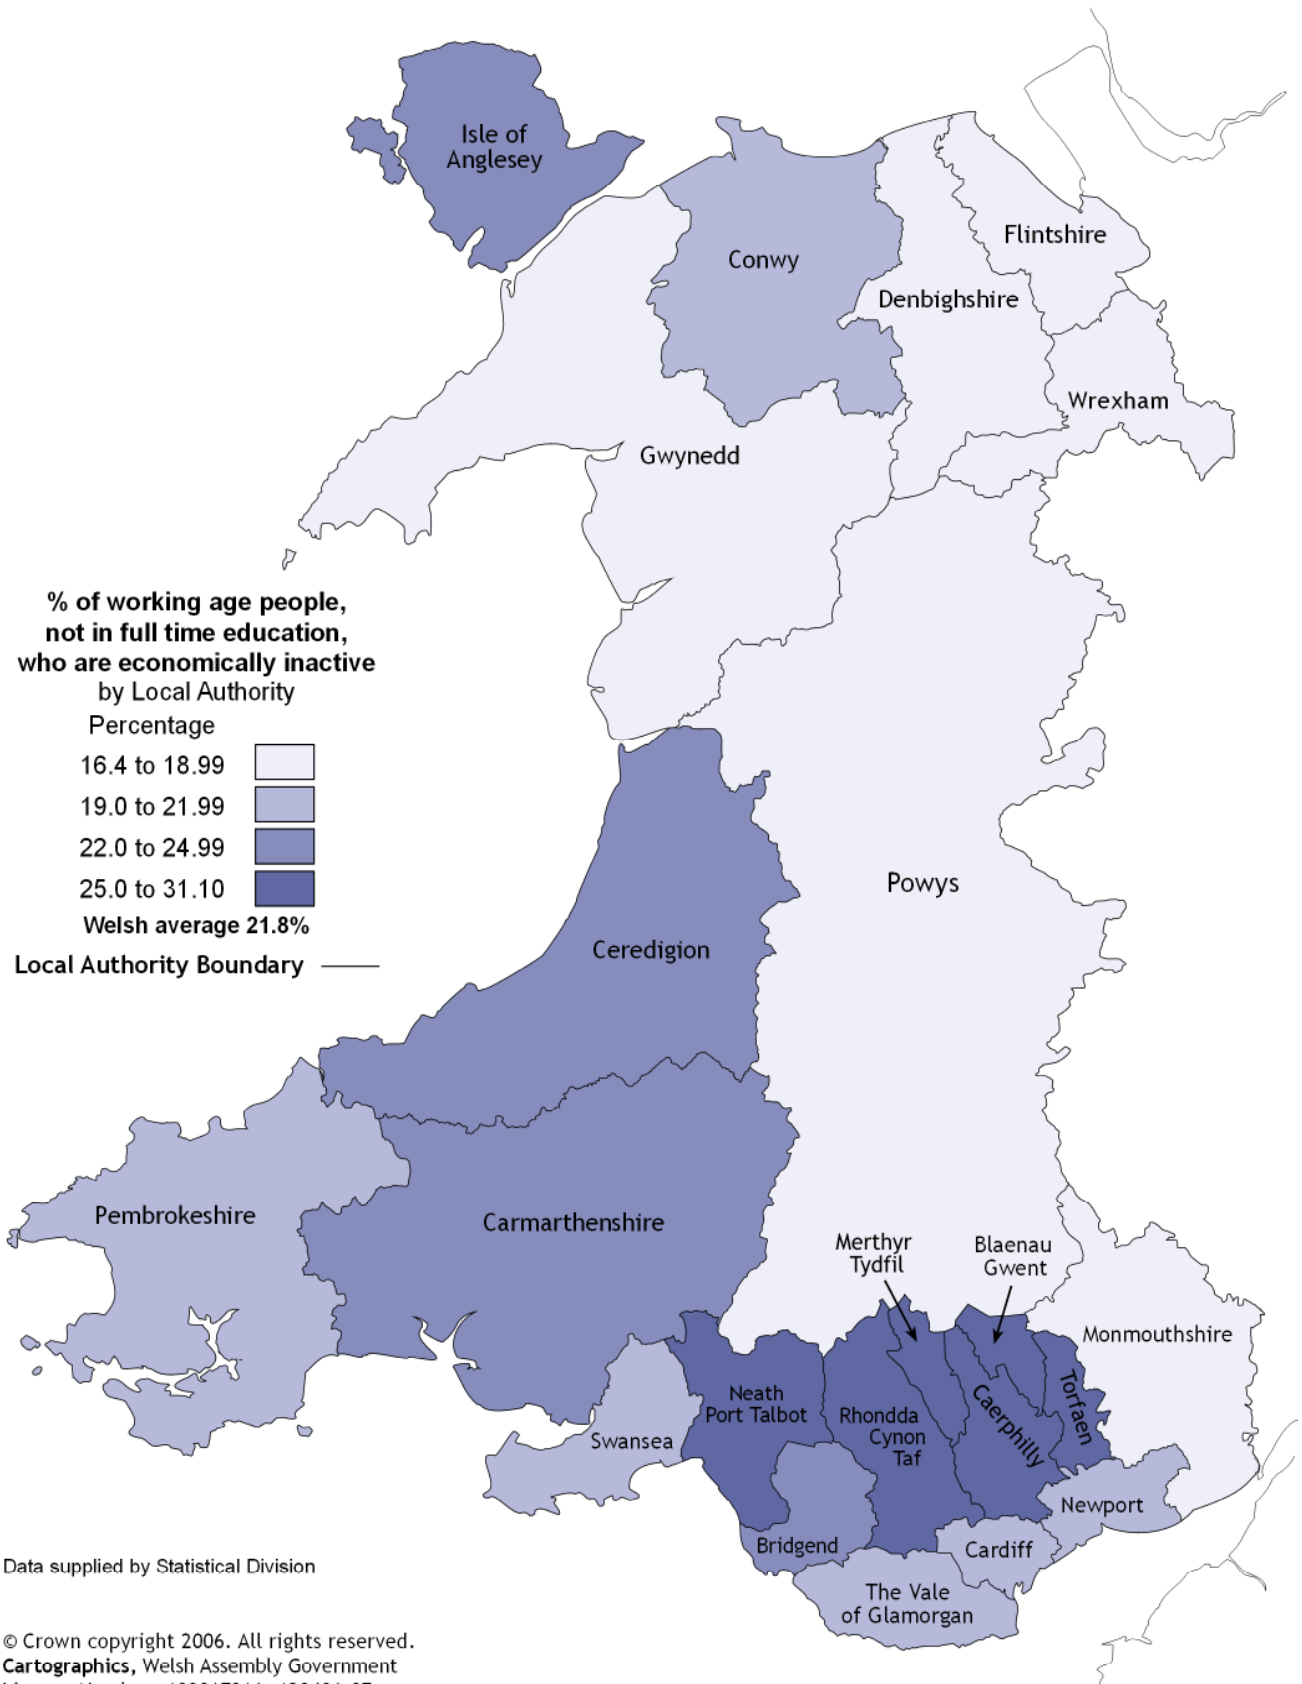 Isle of
Anglesey
Conwy
Flintshire
Denbighshire
Wrexham
Gwynedd
% of working age people,
not in full time education,
who are economically inactive
by Local Authority
Percentage
16.4 to 18.99
19.0 to 21.99
22.0 to 24.99
25.0 to 31.10
Welsh average 21.8%
Local Authority Boundary
Powys
Ceredigion
Pembrokeshire
Carmarthenshire
Merthyr
Tydfil
Blaenau
Gwent
Monmouthshire
Neath
Port Talbot
Rhondda
Cynon
Taf
Caerphilly
Torfaen
Swansea
Newport
Bridgend
Cardiff
The Vale
of Glamorgan
Data supplied by Statistical Division
© Crown copyright 2006. All rights reserved.
Cartographics, Welsh Assembly Government